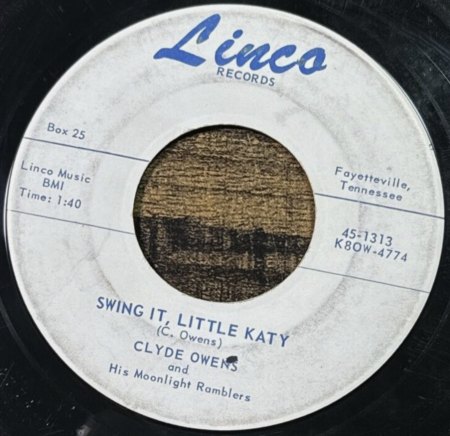 Linco
RECORDS
Box 25
Linco Music
BMI
Time: 1:40
Fayetteville,
Tennessee
45-1313
K8OW-4774
SWING IT, LITTLE KATY
(C. Owens)
CLYDE OWENS
and
His Moonlight Ramblers